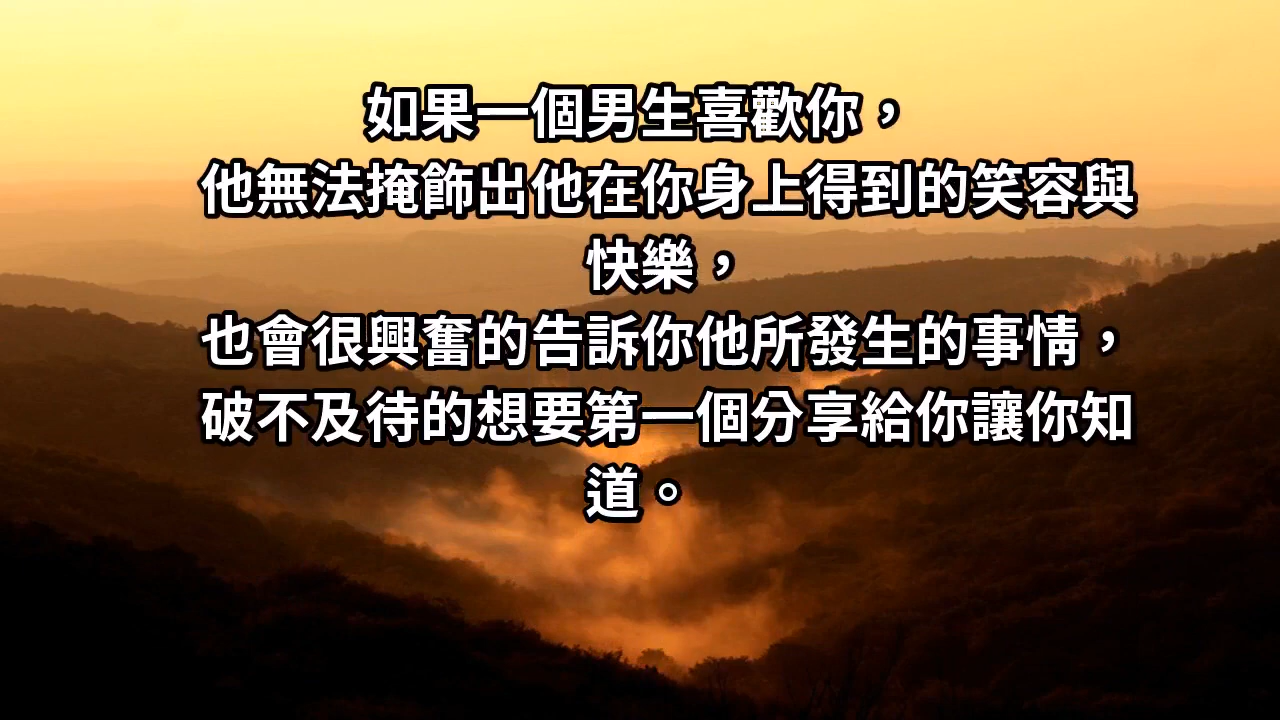 如果一個男生喜歡你，
他無法掩飾出他在你身上得到的笑容與
快樂，
也會很興奮的告訴你他所發生的事情，
破不及待的想要第一個分享給你讓你知
道。